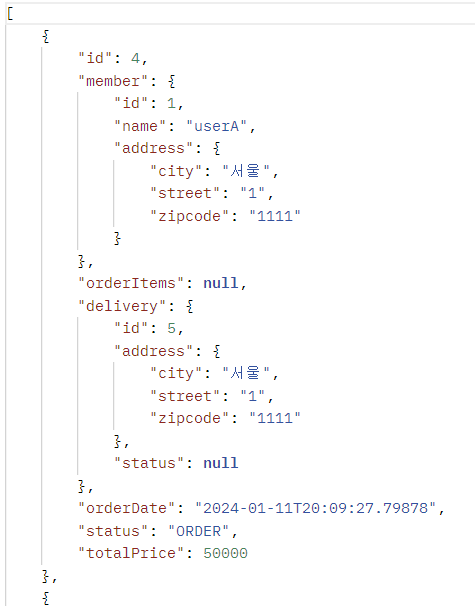 [
    {
        "id": 4,
        "member": {
            "id": 1,
            "name": "userA",
            "address": {
                "city": "서울",
                "street": "1",
                "zipcode": "1111"
            }
        },
        "orderItems": null,
        "delivery": {
            "id": 5,
            "address": {
                "city": "서울",
                "street": "1",
                "zipcode": "1111"
            },
            "status": null
        },
        "orderDate": "2024-01-11T20:09:27.79878",
        "status": "ORDER",
        "totalPrice": 50000
    },
    {